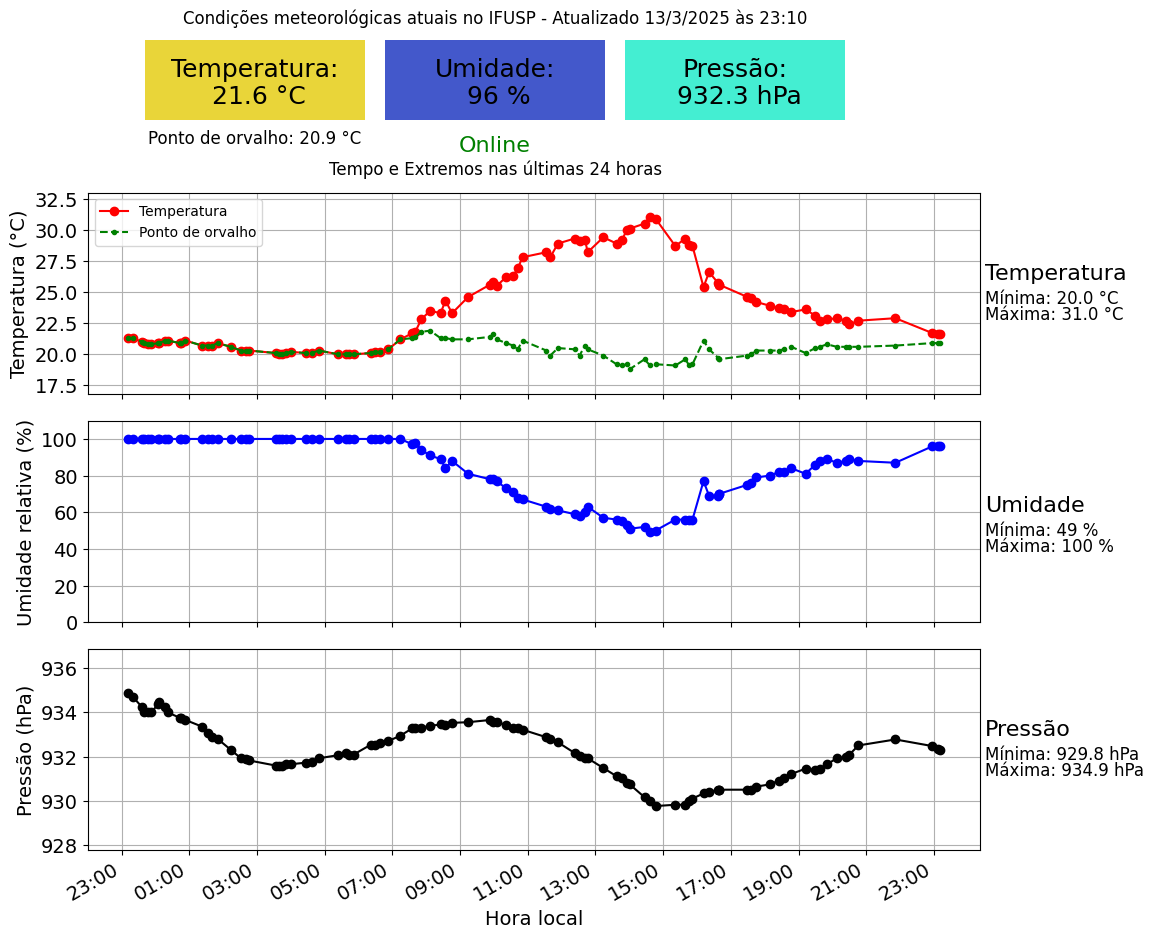 Condições meteorológicas atuais no IFUSP - Atualizado 13/3/2025 às 23:10
Temperatura:
21.6 °C
Umidade:
96 %
Pressão:
932.3 hPa
Ponto de orvalho: 20.9 °C
Online
Tempo e Extremos nas últimas 24 horas
Temperatura (°C)
32.5
30.0
27.5
25.0
22.5
20.0
17.5
Temperatura
Ponto de orvalho
Temperatura
Mínima: 20.0 °C
Máxima: 31.0 °C
Umidade relativa (%)
100
80
60
40
20
0
Umidade
Mínima: 49 %
Máxima: 100 %
Pressão (hPa)
936
934
932
930
928
Pressão
Mínima: 929.8 hPa
Máxima: 934.9 hPa
23:00 01:00 03:00 05:00 07:00 09:00 11:00 13:00 15:00 17:00 19:00 21:00 23:00
Hora local